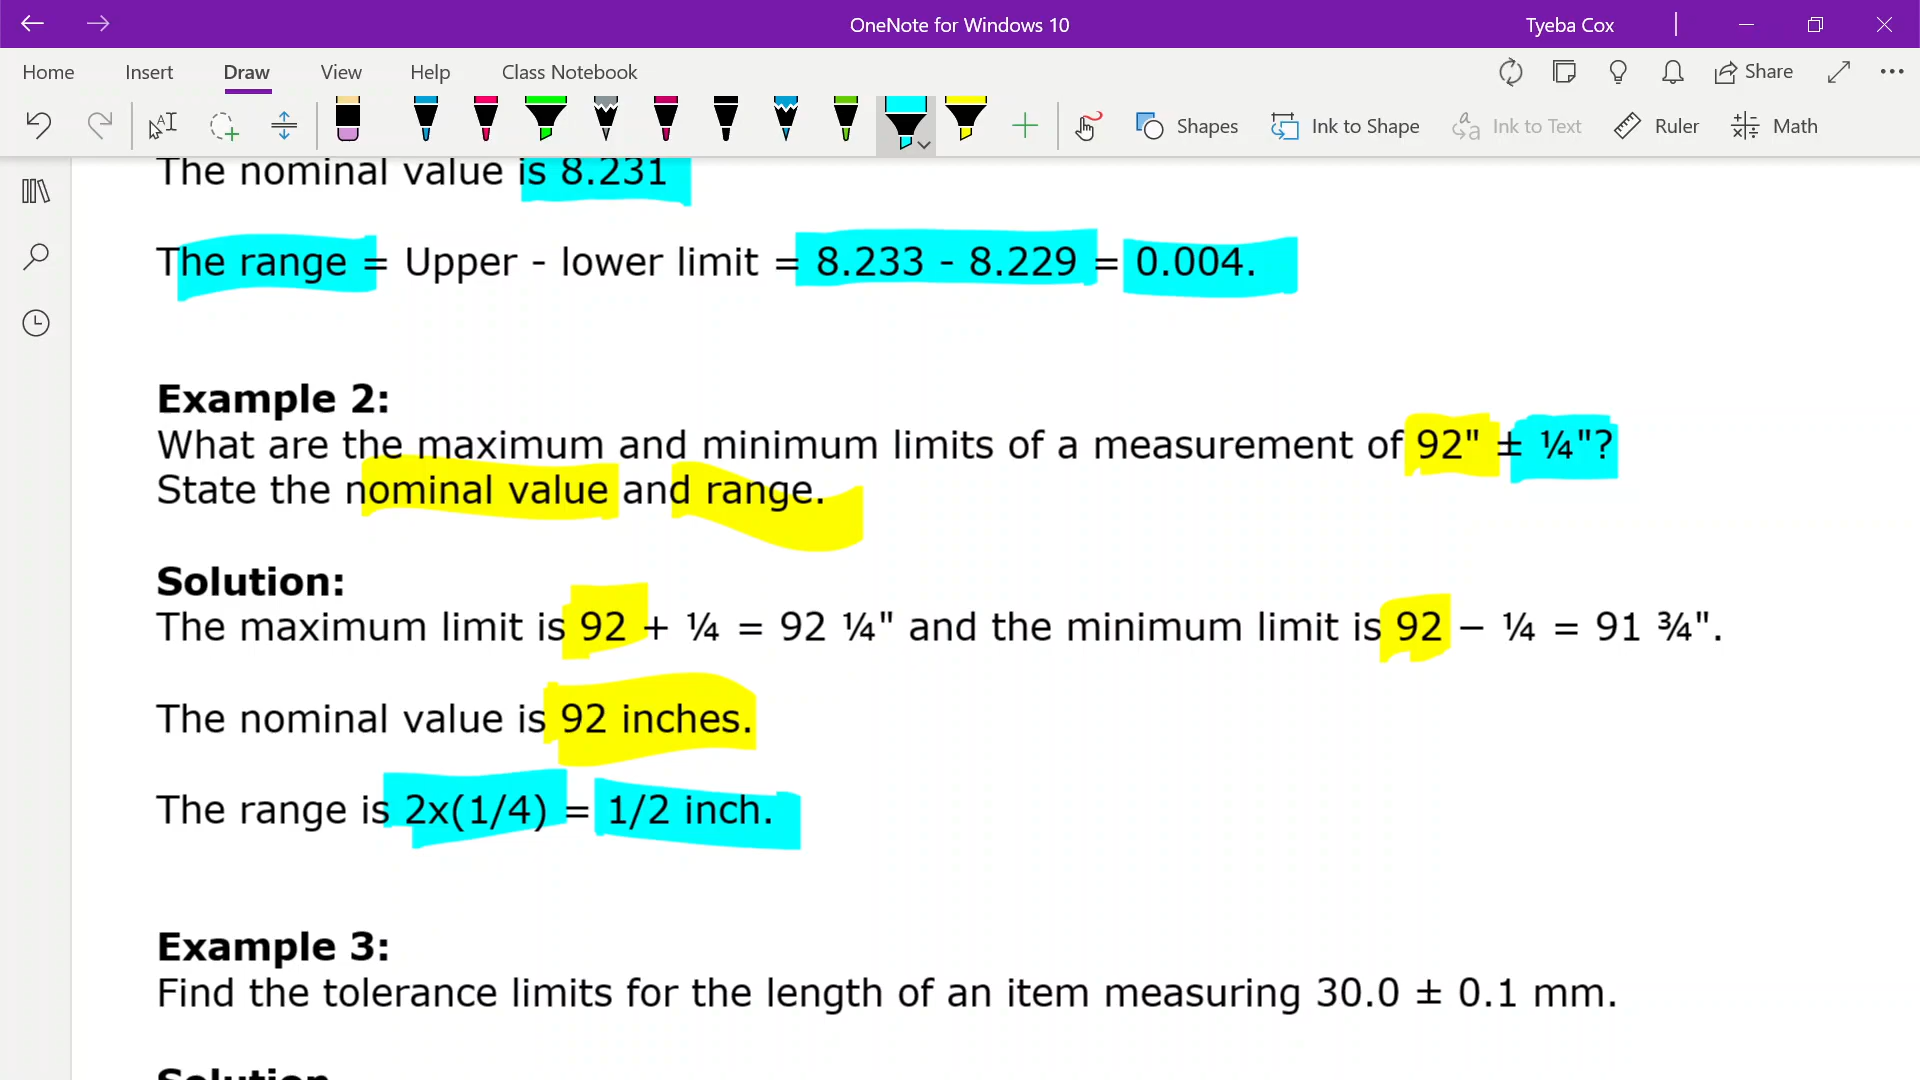 OneNote for Windows 10
Tyeba Cox
Home Insert Draw View Help Class Notebook Share
Shapes Ink to Shape Ink to Text Ruler Math
The nominal value is 8.231
The range = Upper - lower limit = 8.233 - 8.229 = 0.004.
Example 2:
What are the maximum and minimum limits of a measurement of 92" ± ¼"?
State the nominal value and range.
Solution:
The maximum limit is 92 + ¼ = 92 ¼" and the minimum limit is 92 − ¼ = 91 ¾".
The nominal value is 92 inches.
The range is 2x(1/4) = 1/2 inch.
Example 3:
Find the tolerance limits for the length of an item measuring 30.0 ± 0.1 mm.
Solution